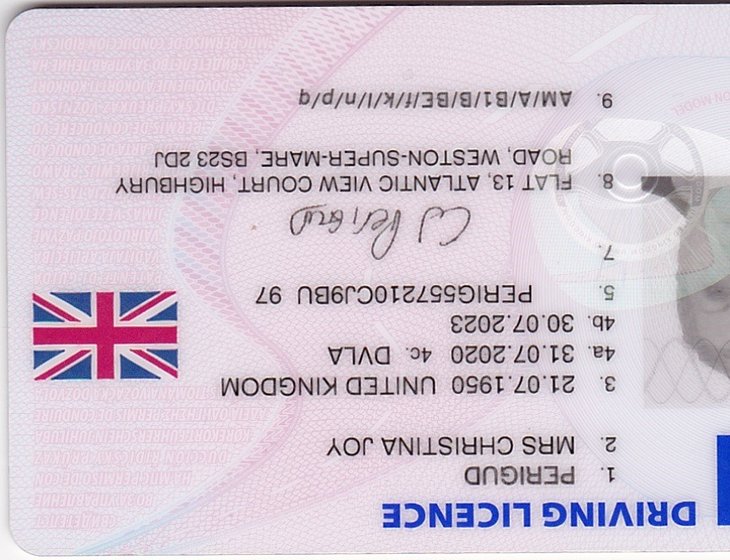 DRIVING LICENCE
1. PERIGUD
2. MRS CHRISTINA JOY
3. 21.07.1950 UNITED KINGDOM
4a. 31.07.2020 4c. DVLA
4b. 30.07.2023
5. PERIG557210CJ9BU 97
7.
8. FLAT 13, ATLANTIC VIEW COURT, HIGHBURY
ROAD, WESTON-SUPER-MARE, BS23 2DJ
9. AM/A/B1/B/BE/f/k/l/n/p/q